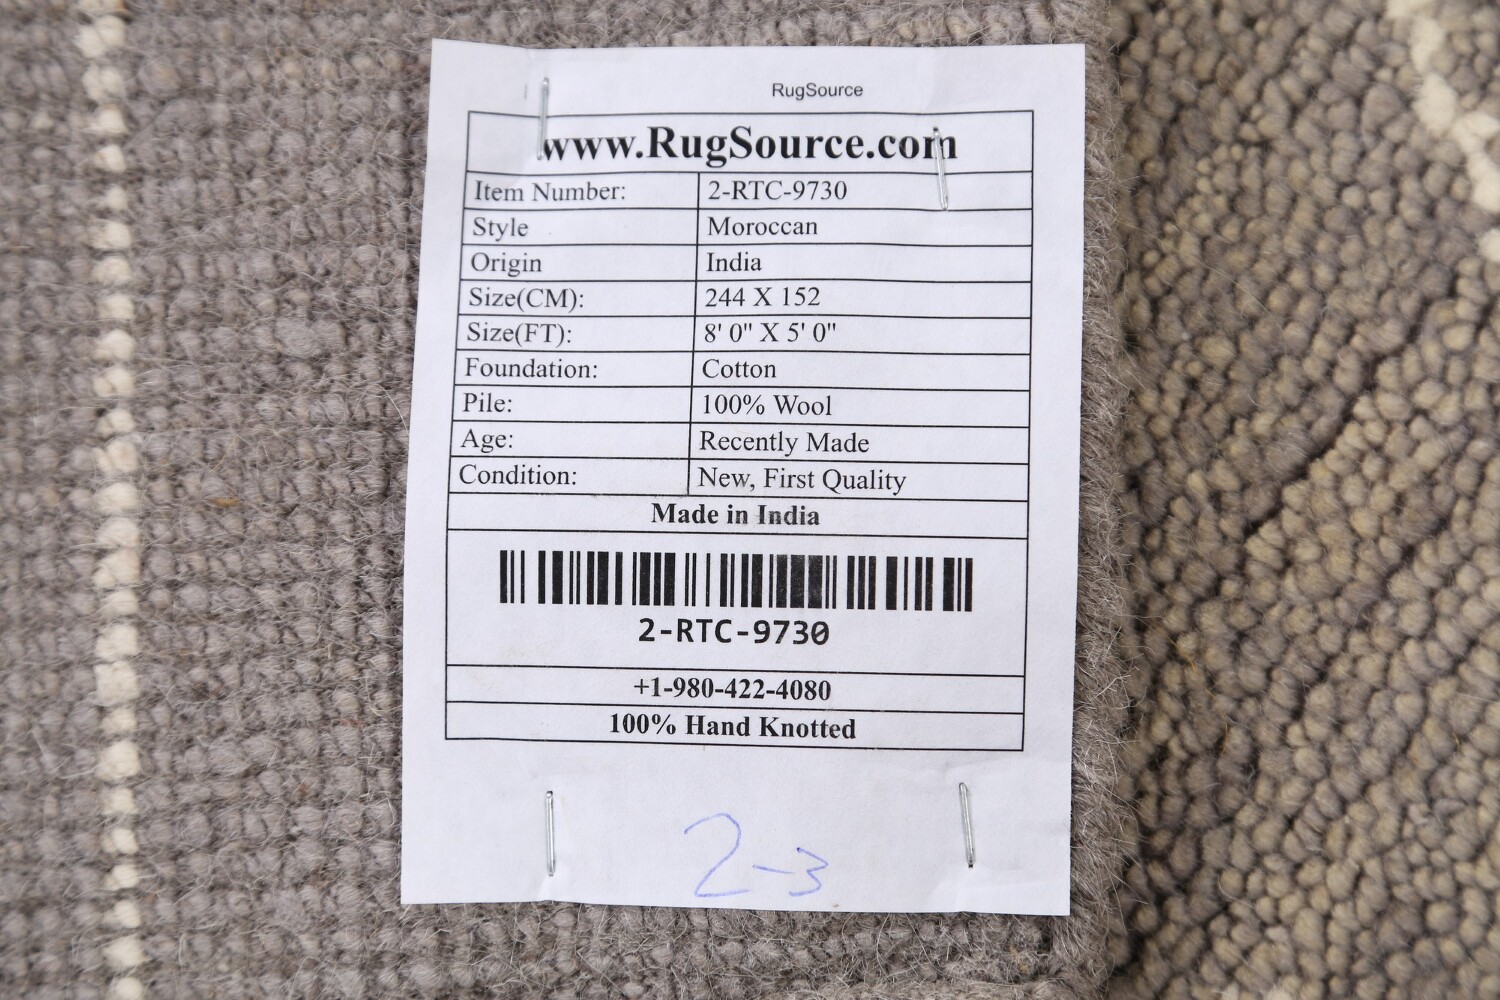 RugSource
www.RugSource.com
Item Number: 2-RTC-9730
Style Moroccan
Origin India
Size(CM): 244 X 152
Size(FT): 8' 0" X 5' 0"
Foundation: Cotton
Pile: 100% Wool
Age: Recently Made
Condition: New, First Quality
Made in India
2-RTC-9730
+1-980-422-4080
100% Hand Knotted
2-3